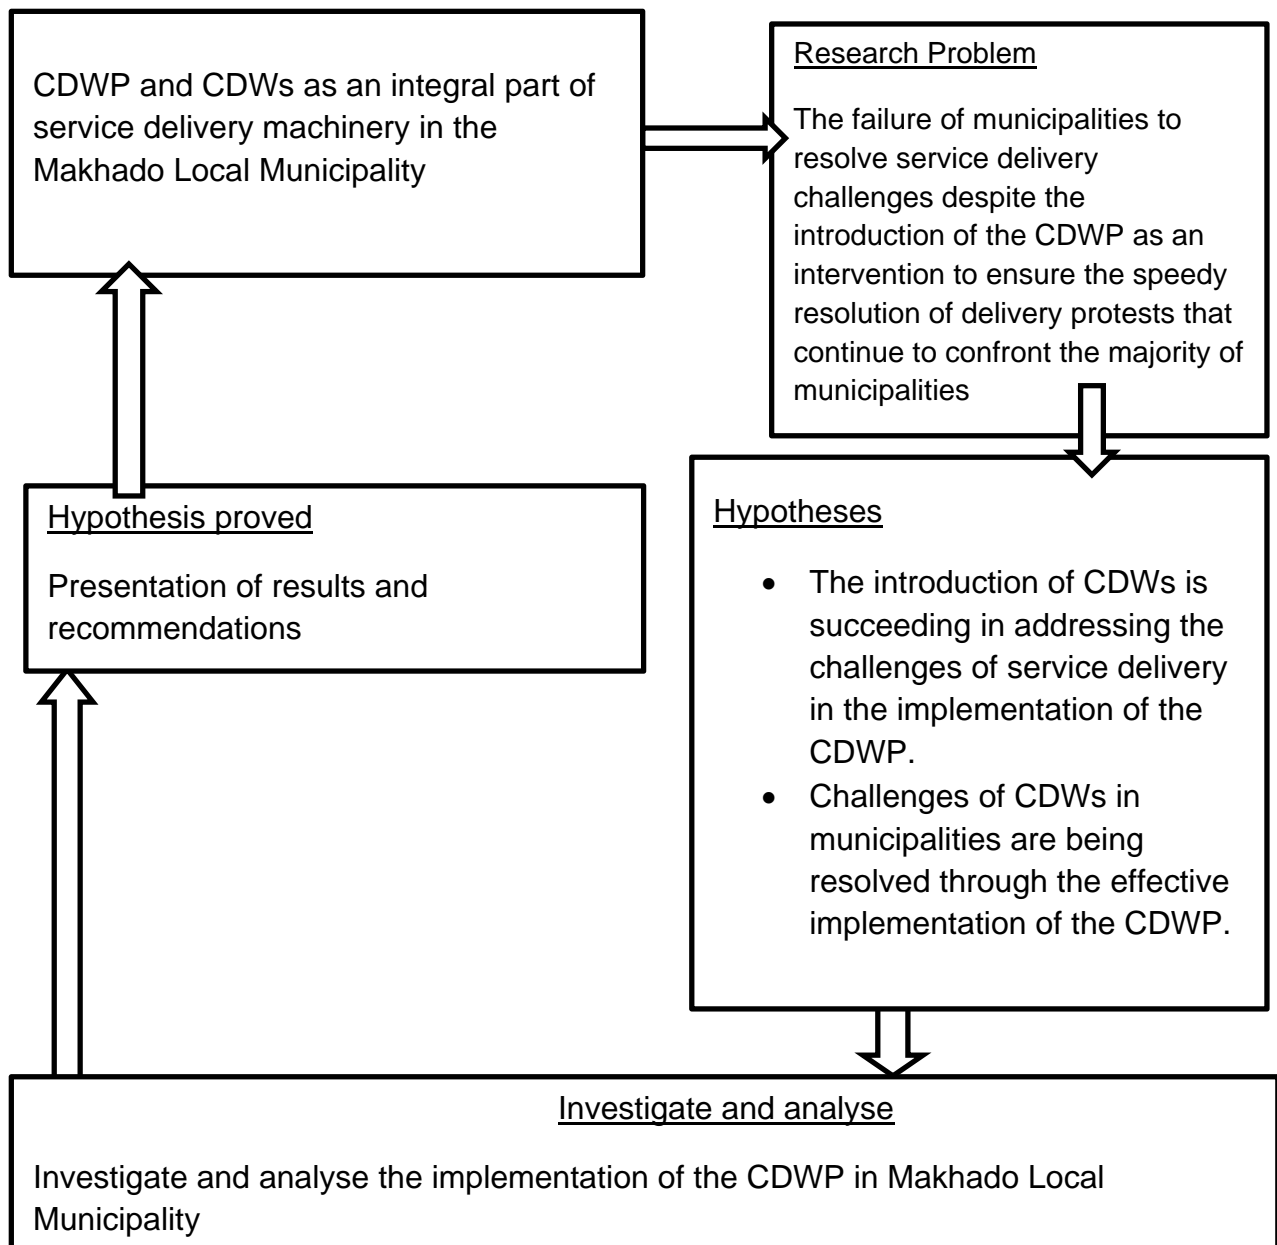 CDWP and CDWs as an integral part of
service delivery machinery in the
Makhado Local Municipality
Research Problem
The failure of municipalities to
resolve service delivery
challenges despite the
introduction of the CDWP as an
intervention to ensure the speedy
resolution of delivery protests that
continue to confront the majority of
municipalities
Hypotheses
• The introduction of CDWs is
succeeding in addressing the
challenges of service delivery
in the implementation of the
CDWP.
• Challenges of CDWs in
municipalities are being
resolved through the effective
implementation of the CDWP.
Investigate and analyse
Investigate and analyse the implementation of the CDWP in Makhado Local
Municipality
Hypothesis proved
Presentation of results and
recommendations